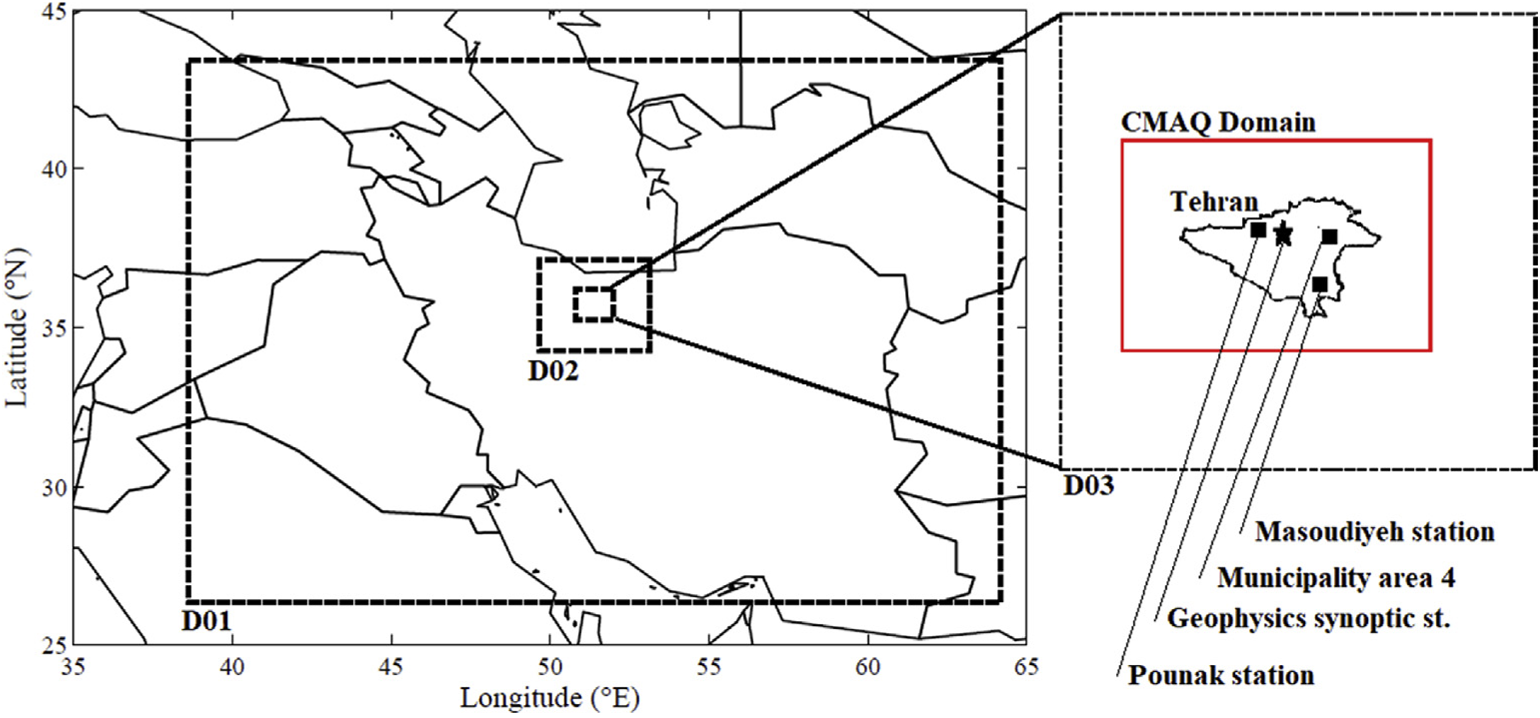 45
40
35
30
25
Latitude (°N)
35
40
45
50
55
60
65
Longitude (°E)
D01
D02
D03
CMAQ Domain
Tehran
Masoudiyeh station
Municipality area 4
Geophysics synoptic st.
Pounak station